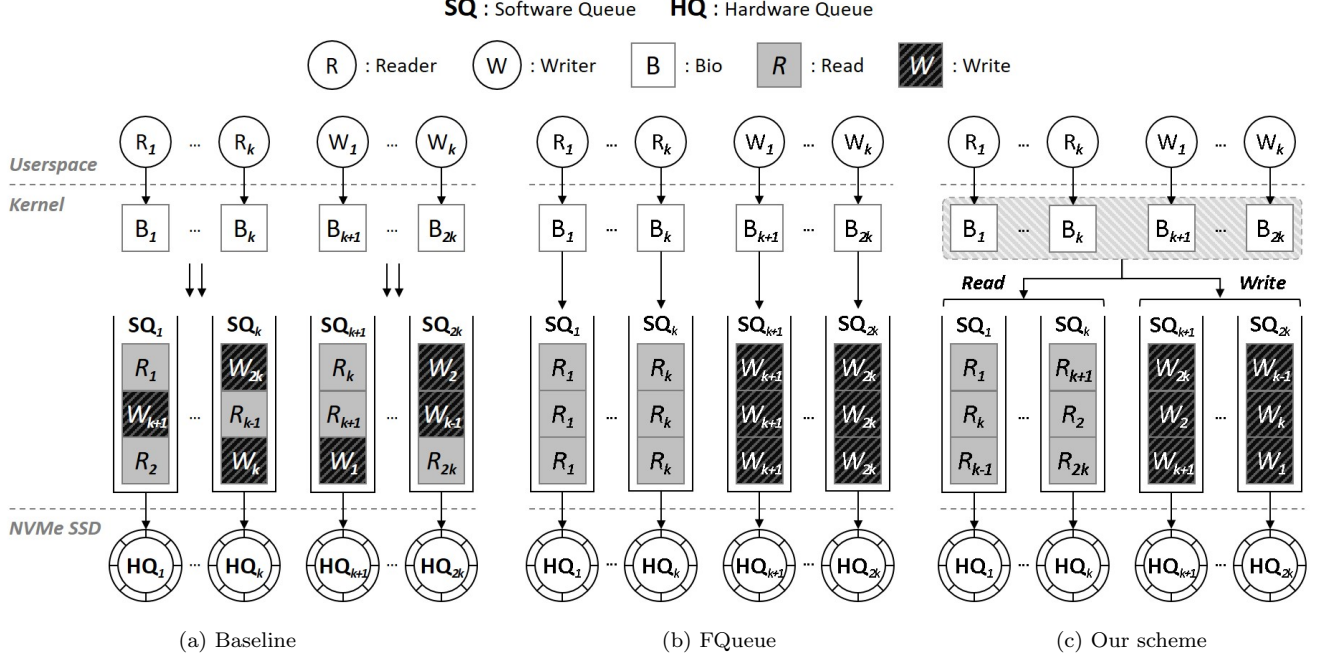 SQ : Software Queue HQ : Hardware Queue
R : Reader W : Writer B : Bio R : Read W : Write
R1 ... Rk W1 ... Wk R1 ... Rk W1 ... Wk R1 ... Rk W1 ... Wk
Userspace
Kernel
B1 ... Bk Bk+1 ... B2k B1 ... Bk Bk+1 ... B2k B1 ... Bk Bk+1 ... B2k
Read Write
SQ1 SQk SQk+1 SQ2k SQ1 SQk SQk+1 SQ2k SQ1 SQk SQk+1 SQ2k
R1 W2k Rk W2 R1 Rk Wk+1 W2k R1 Rk+1 W2k Wk-1
Wk+1 ... Rk-1 Rk+1 ... Wk-1 R1 ... Rk Wk+1 ... W2k Rk ... R2 W2 ... Wk
R2 Wk W1 R2k R1 Rk Wk+1 W2k Rk-1 R2k Wk+1 W1
NVMe SSD
HQ1 ... HQk HQk+1 ... HQ2k HQ1 ... HQk HQk+1 ... HQ2k HQ1 ... HQk HQk+1 ... HQ2k
(a) Baseline (b) FQueue (c) Our scheme